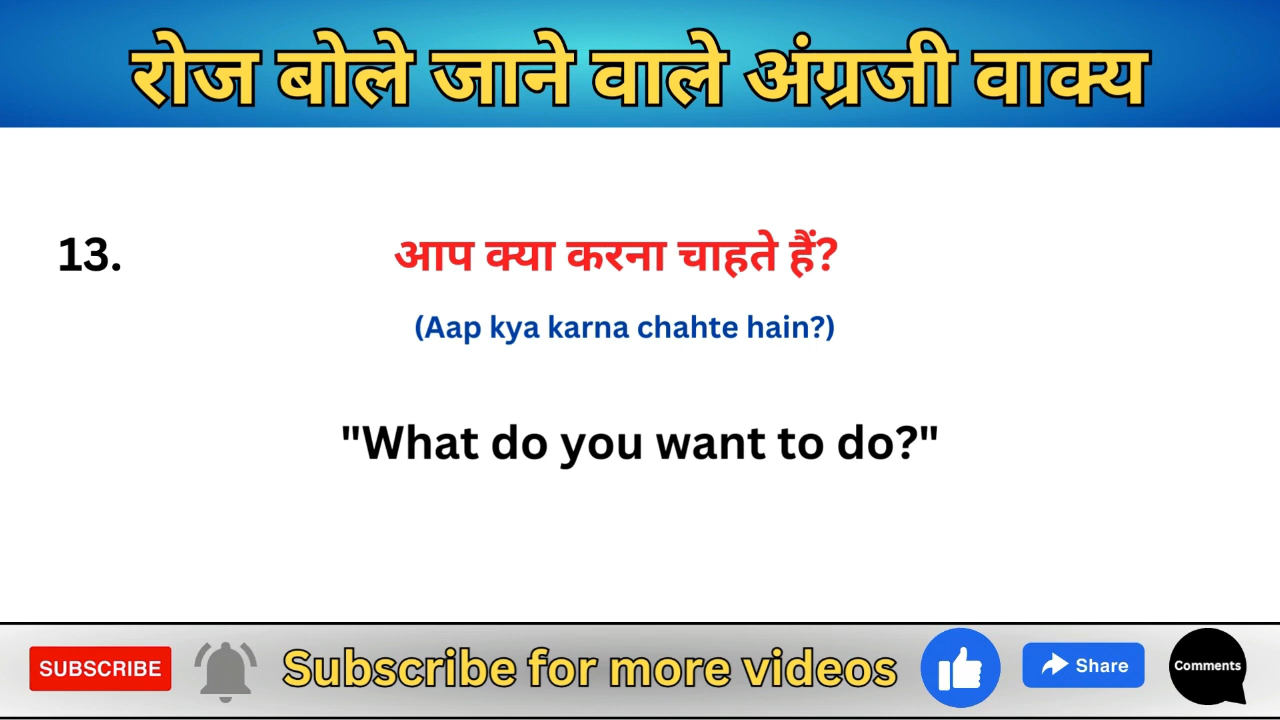 रोज बोले जाने वाले अंग्रजी वाक्य
13. आप क्या करना चाहते हैं?
(Aap kya karna chahte hain?)
"What do you want to do?"
SUBSCRIBE Subscribe for more videos Share Comments